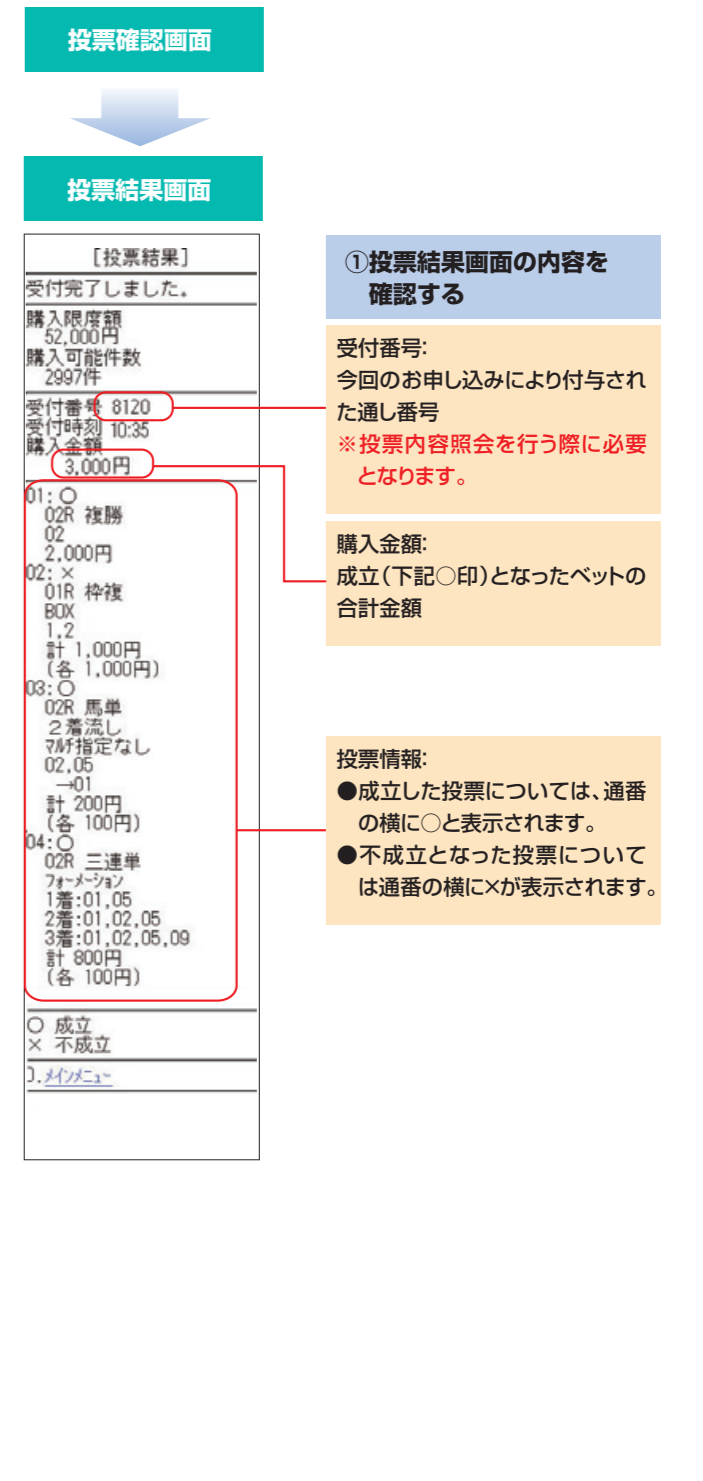 投票確認画面
投票結果画面
[投票結果]
受付完了しました。
購入限度額
52,000円
購入可能件数
2997件
受付番号 8120
受付時刻 10:35
購入金額
3,000円
01:○
02R 複勝
02
2,000円
02:×
01R 枠複
BOX
1,2
計 1,000円
(各 1,000円)
03:○
02R 馬単
２着流し
ﾏﾙﾁ指定なし
02,05
→01
計 200円
(各 100円)
04:○
02R 三連単
ﾌｫｰﾒｰｼｮﾝ
1着:01,05
2着:01,02,05
3着:01,02,05,09
計 800円
(各 100円)
○ 成立
× 不成立
0.ﾒｲﾝﾒﾆｭｰ
①投票結果画面の内容を
確認する
受付番号:
今回のお申し込みにより付与され
た通し番号
※投票内容照会を行う際に必要
となります。
購入金額:
成立(下記○印)となったベットの
合計金額
投票情報:
●成立した投票については、通番
の横に○と表示されます。
●不成立となった投票について
は通番の横に×が表示されます。